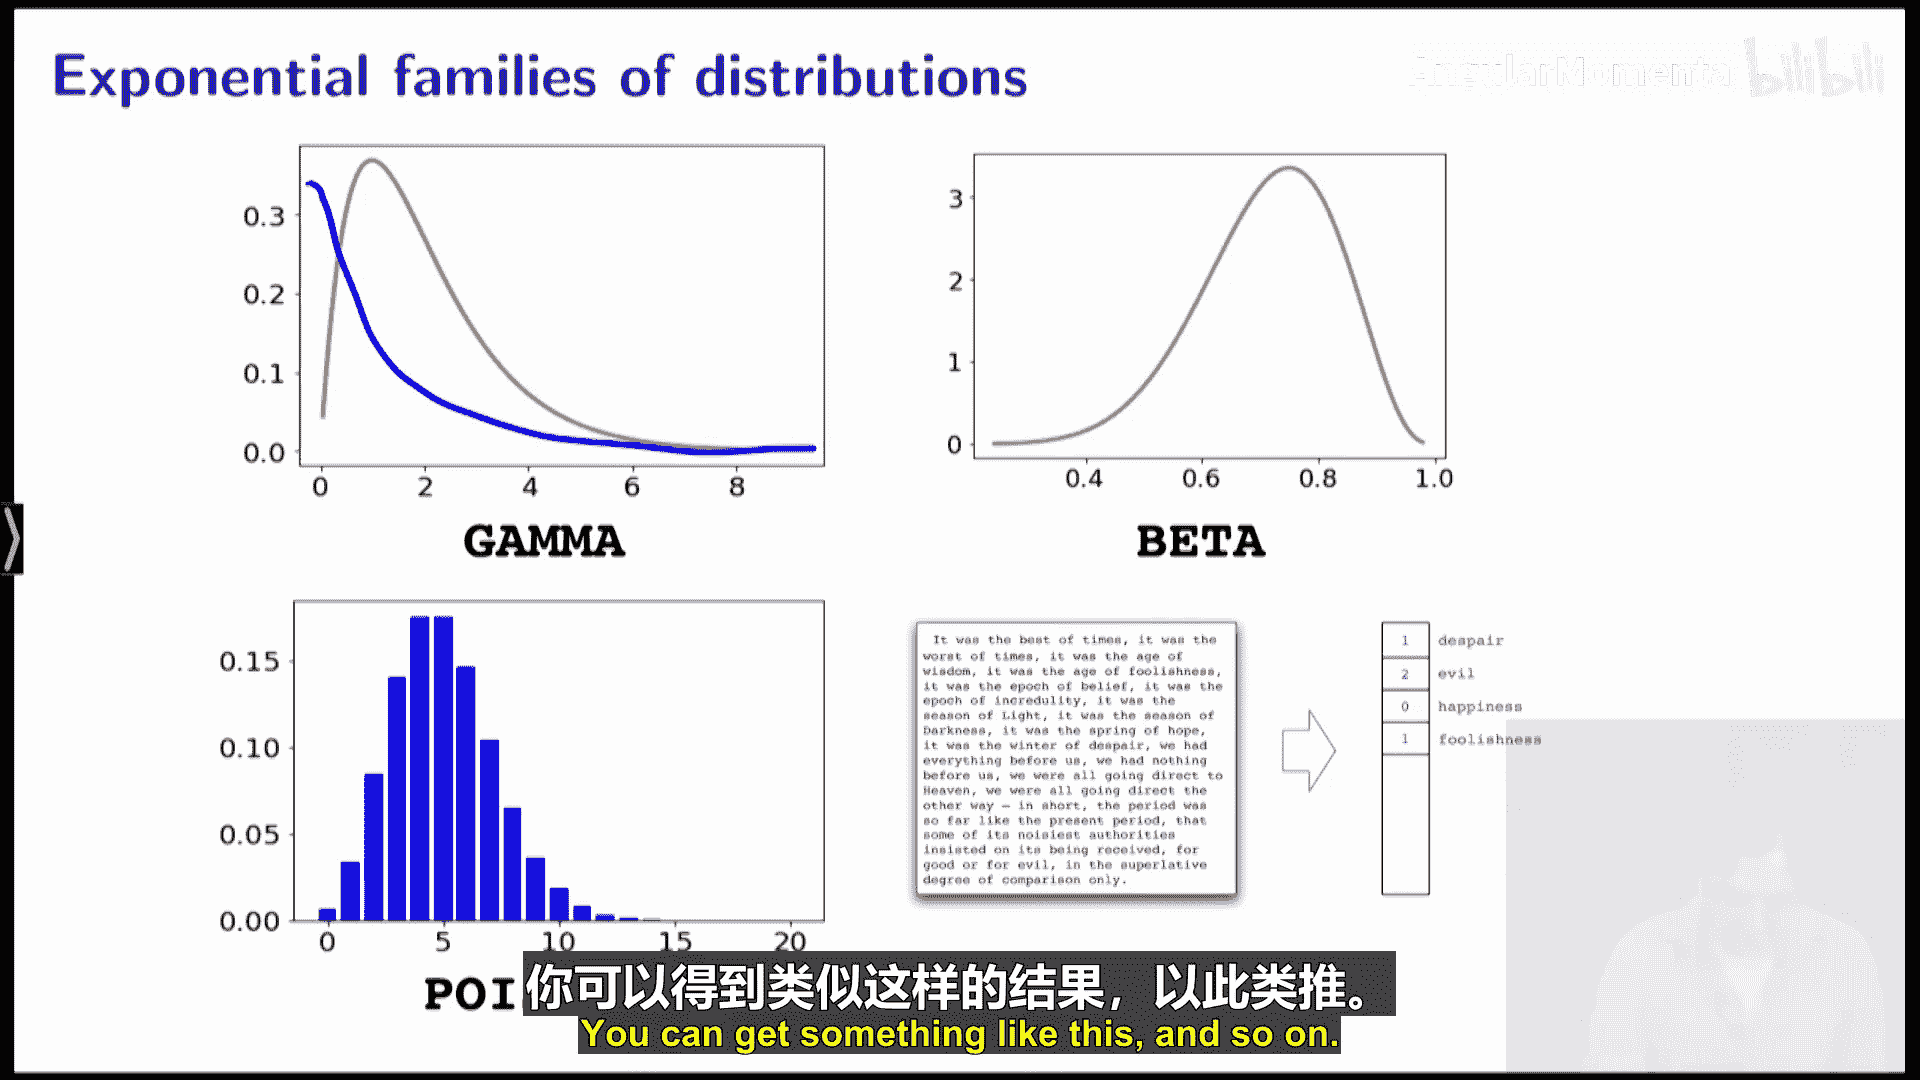 Exponential families of distributions
AngularMomenta bilibili
0.3
0.2
0.1
0.0
0 2 4 6 8
GAMMA
3
2
1
0
0.4 0.6 0.8 1.0
BETA
0.15
0.10
0.05
0.00
0 5 10 15 20
POI
It was the best of times, it was the
worst of times, it was the age of
wisdom, it was the age of foolishness,
it was the epoch of belief, it was the
epoch of incredulity, it was the
season of Light, it was the season of
Darkness, it was the spring of hope,
it was the winter of despair, we had
everything before us, we had nothing
before us, we were all going direct to
Heaven, we were all going direct the
other way – in short, the period was
so far like the present period, that
some of its noisiest authorities
insisted on its being received, for
good or for evil, in the superlative
degree of comparison only.
1 despair
2 evil
0 happiness
1 foolishness
你可以得到类似这样的结果，以此类推。
You can get something like this, and so on.